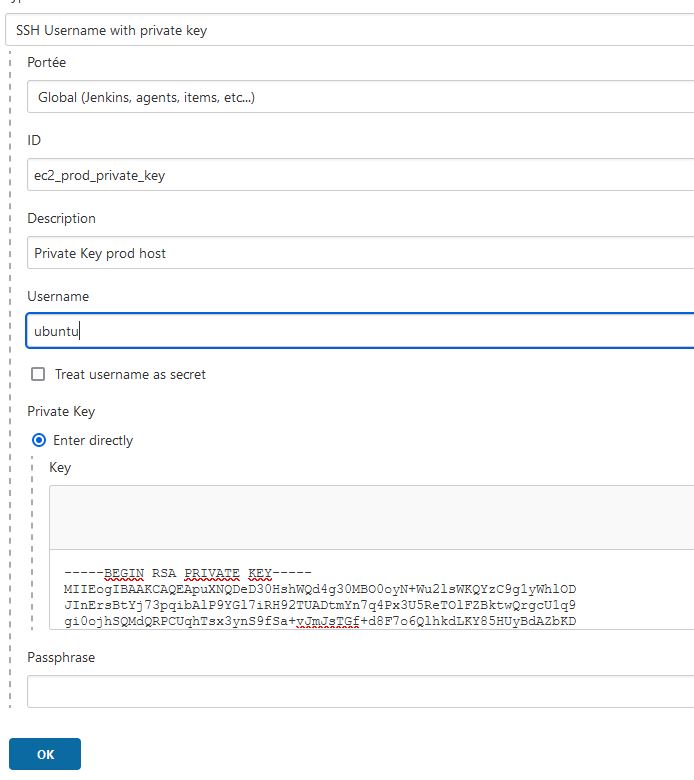 SSH Username with private key
Portée
Global (Jenkins, agents, items, etc...)
ID
ec2_prod_private_key
Description
Private Key prod host
Username
ubuntu
Treat username as secret
Private Key
Enter directly
Key
-----BEGIN RSA PRIVATE KEY-----
MIIEogIBAAKCAQEApuXNQDeD30HshWQd4g30MBO0oyN+Wu2lsWKQYzC9g1yWhlOD
JInErsBtYj73pqibAlP9YGl7iRH92TUADtmYn7q4Px3U5ReTOlFZBktwQrgcU1q9
gi0ojhSQMdQRPCUqhTsx3ynS9fSa+vJmJsTGf+d8F7o6QlhkdLKY85HUyBdAZbKD
Passphrase
OK